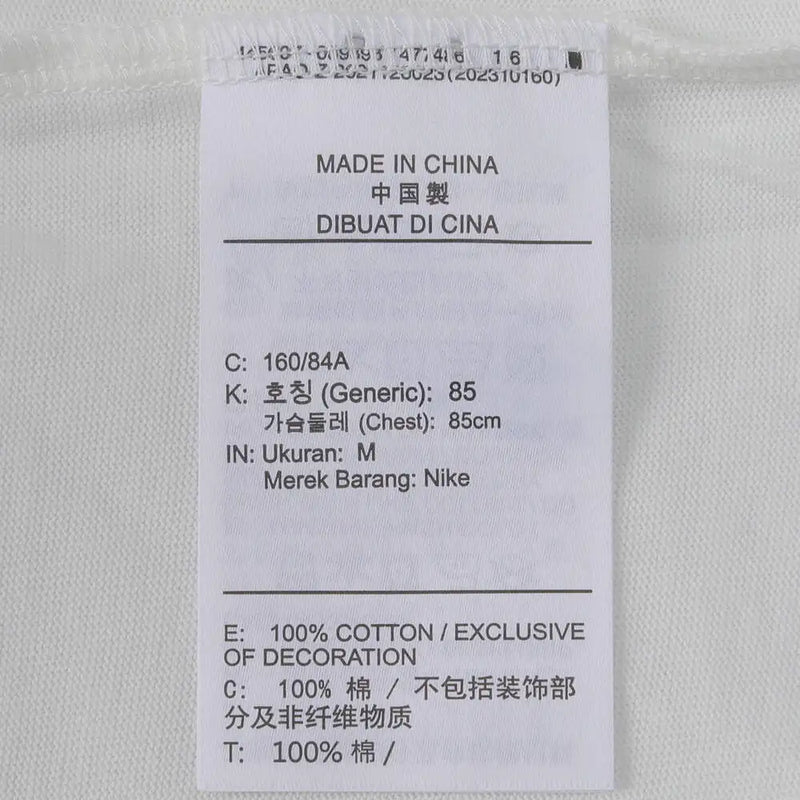 16
(202310160)
MADE IN CHINA
中国製
DIBUAT DI CINA
C: 160/84A
K: 호칭 (Generic): 85
가슴둘레 (Chest): 85cm
IN: Ukuran: M
Merek Barang: Nike
E: 100% COTTON / EXCLUSIVE
OF DECORATION
C: 100% 棉 / 不包括装饰部
分及非纤维物质
T: 100% 棉 /